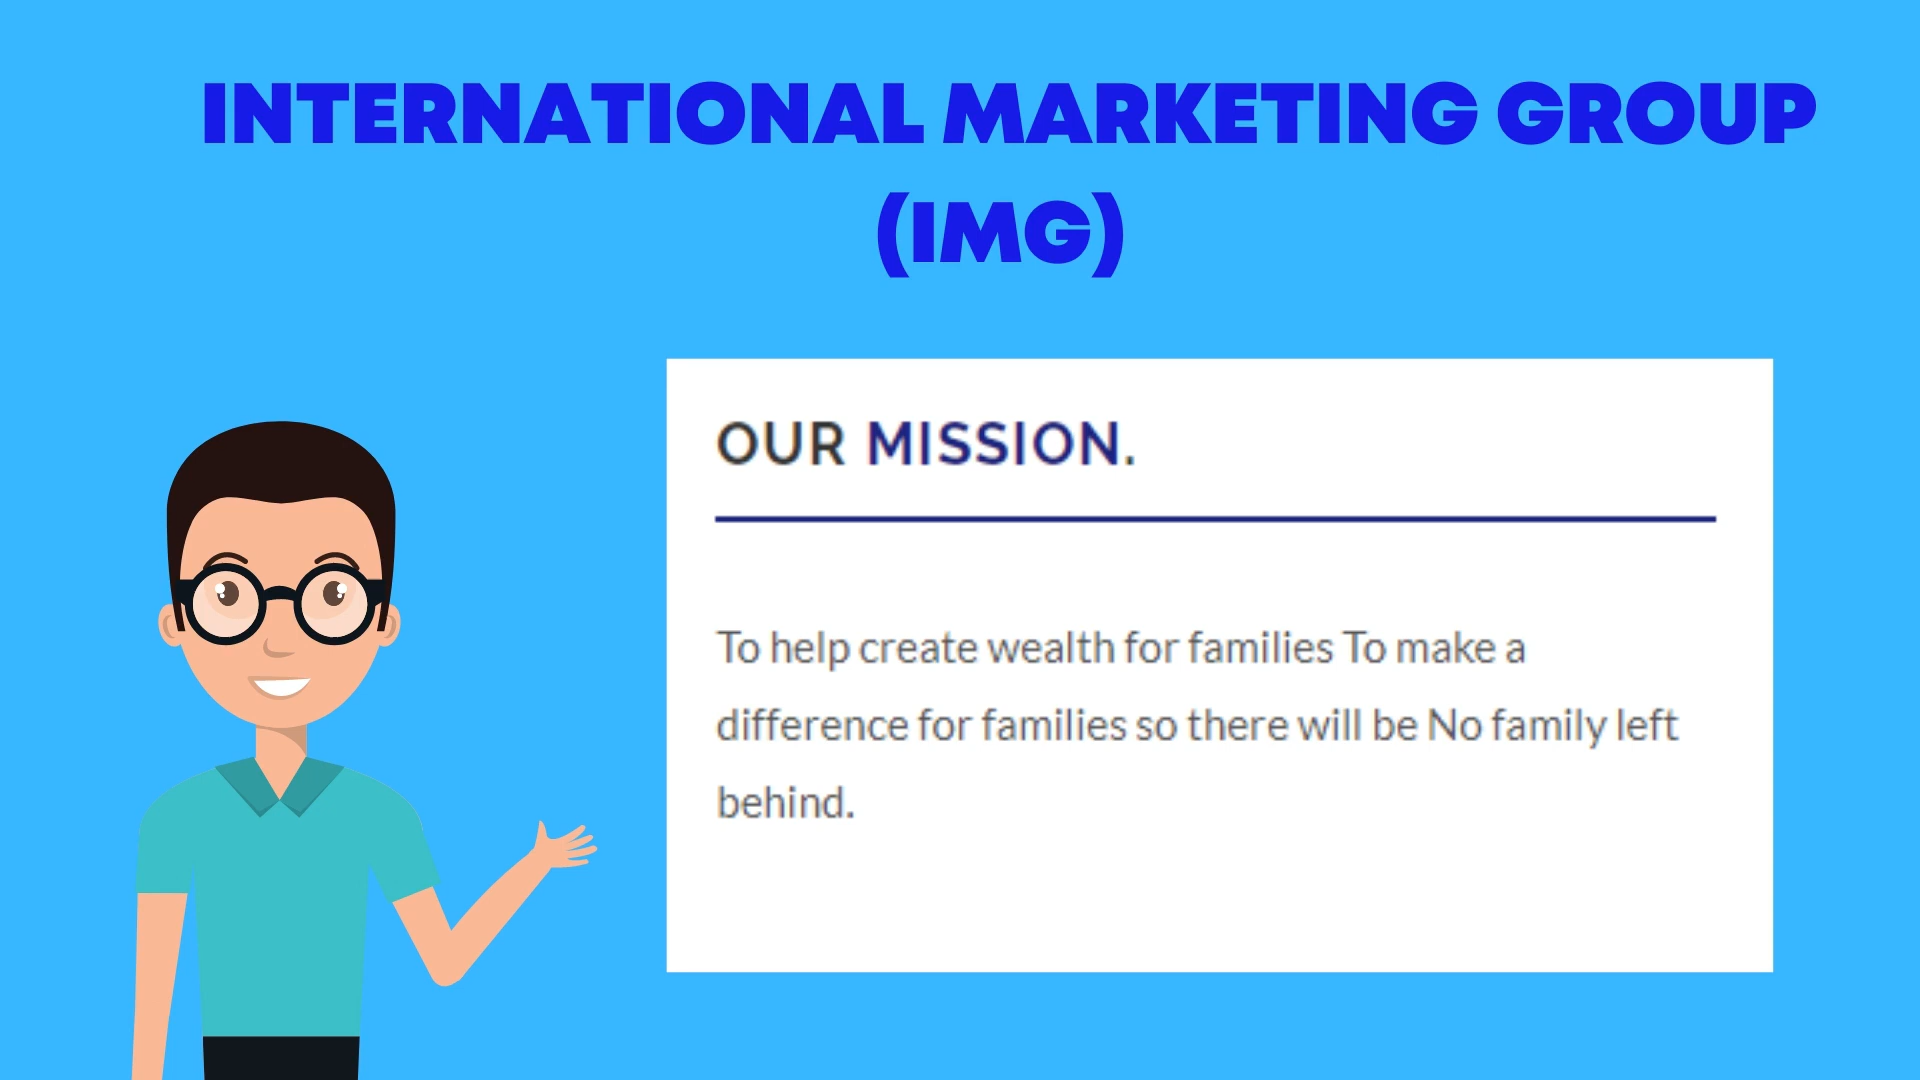 INTERNATIONAL MARKETING GROUP
(IMG)
OUR MISSION.
To help create wealth for families To make a
difference for families so there will be No family left
behind.